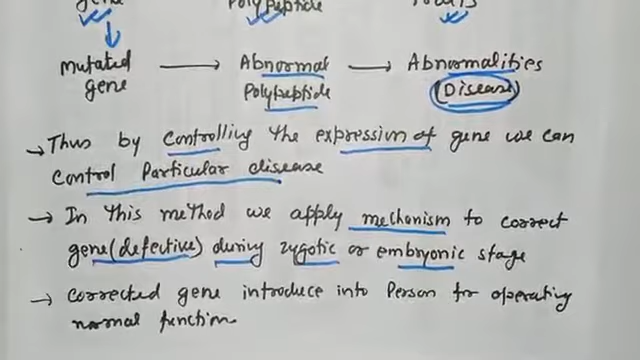 gene Polypeptide
Mutated gene → Abnormal Polypeptide → Abnormalities (Disease)
→ Thus by controlling the expression of gene we can
control Particular disease
→ In this method we apply mechanism to correct
gene (defective) during zygotic or embryonic stage
→ Corrected gene introduce into Person for operating
normal function